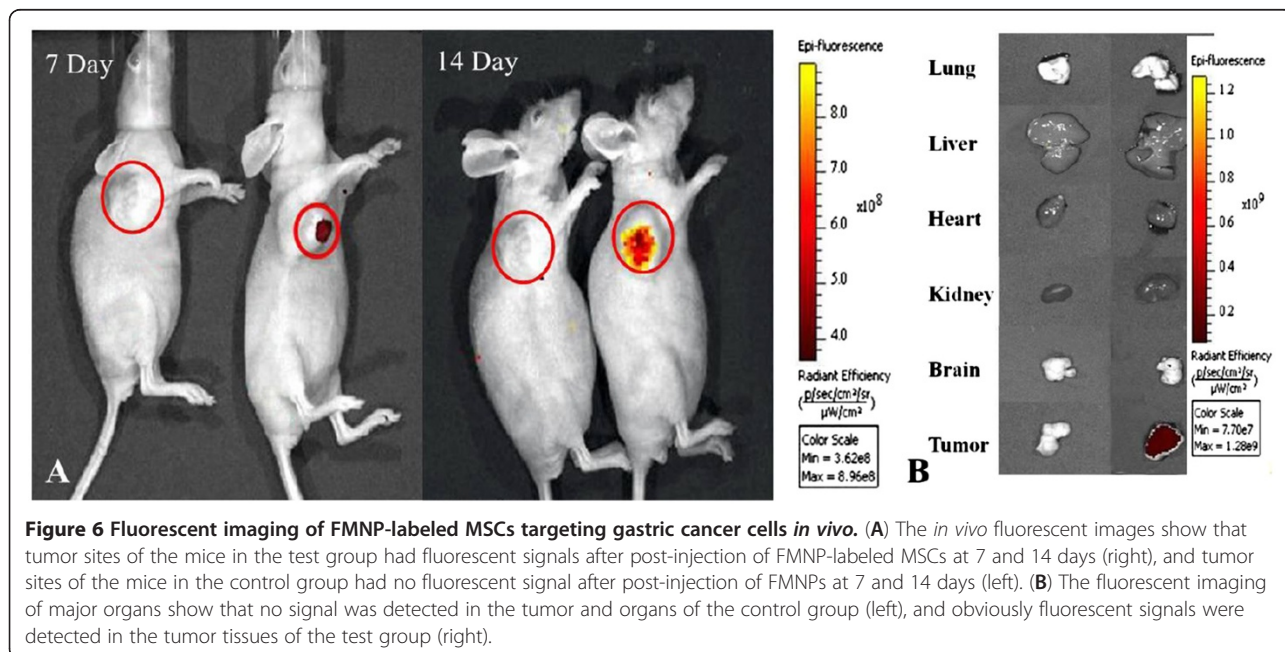 7 Day
14 Day
A
Epi-fluorescence
8.0
7.0
x10⁸
6.0
5.0
4.0
Radiant Efficiency
(p/sec/cm²/sr / µW/cm²)
Color Scale
Min = 3.62e8
Max = 8.96e8
Lung
Liver
Heart
Kidney
Brain
Tumor
B
Epi-fluorescence
1.2
1.0
0.8
x10⁹
0.6
0.4
0.2
Radiant Efficiency
(p/sec/cm²/sr / µW/cm²)
Color Scale
Min = 7.70e7
Max = 1.28e9
Figure 6 Fluorescent imaging of FMNP-labeled MSCs targeting gastric cancer cells in vivo. (A) The in vivo fluorescent images show that
tumor sites of the mice in the test group had fluorescent signals after post-injection of FMNP-labeled MSCs at 7 and 14 days (right), and tumor
sites of the mice in the control group had no fluorescent signal after post-injection of FMNPs at 7 and 14 days (left). (B) The fluorescent imaging
of major organs show that no signal was detected in the tumor and organs of the control group (left), and obviously fluorescent signals were
detected in the tumor tissues of the test group (right).